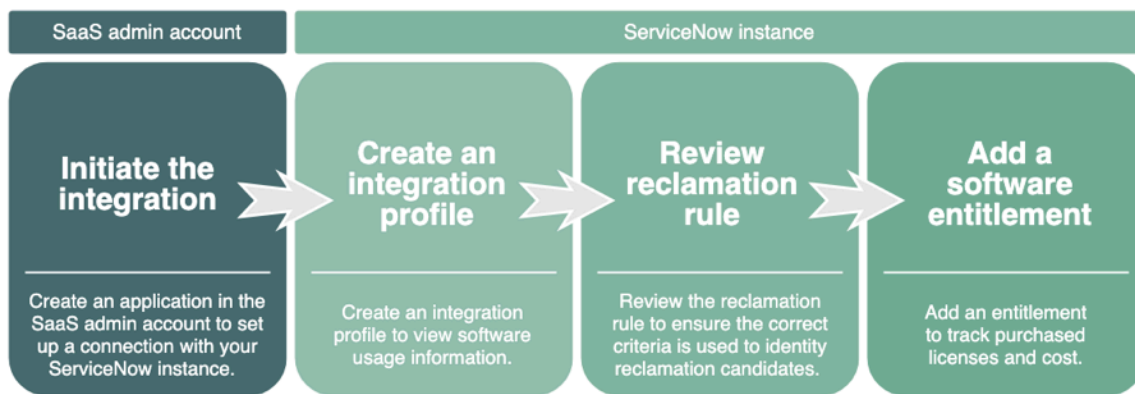 SaaS admin account
ServiceNow instance
Initiate the
integration
Create an application in the
SaaS admin account to set
up a connection with your
ServiceNow instance.
Create an
integration
profile
Create an integration
profile to view software
usage information.
Review
reclamation
rule
Review the reclamation
rule to ensure the correct
criteria is used to identity
reclamation candidates.
Add a
software
entitlement
Add an entitlement
to track purchased
licenses and cost.